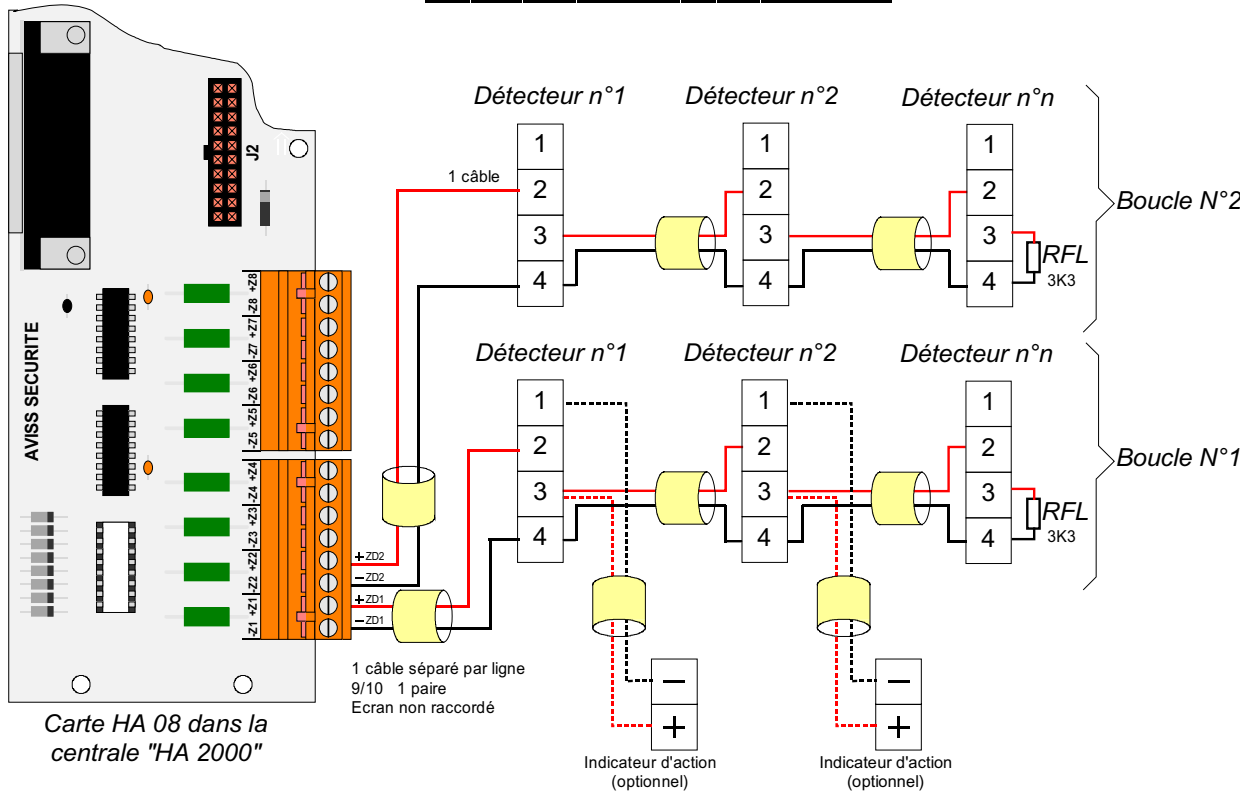 Détecteur n°1
Détecteur n°2
Détecteur n°n
1
2
3
4
1
2
3
4
1
2
3
4
1 câble
RFL
3K3
Boucle N°2
J2
AVISS SECURITE
-Z8 +Z8
-Z7 +Z7
-Z6 +Z6
-Z5 +Z5
-Z4 +Z4
-Z3 +Z3
-Z2 +Z2
-Z1 +Z1
+ ZD2
- ZD2
+ ZD1
- ZD1
Détecteur n°1
Détecteur n°2
Détecteur n°n
1
2
3
4
1
2
3
4
1
2
3
4
RFL
3K3
Boucle N°1
1 câble séparé par ligne
9/10 1 paire
Ecran non raccordé
−
+
−
+
Indicateur d'action
(optionnel)
Indicateur d'action
(optionnel)
Carte HA 08 dans la
centrale "HA 2000"